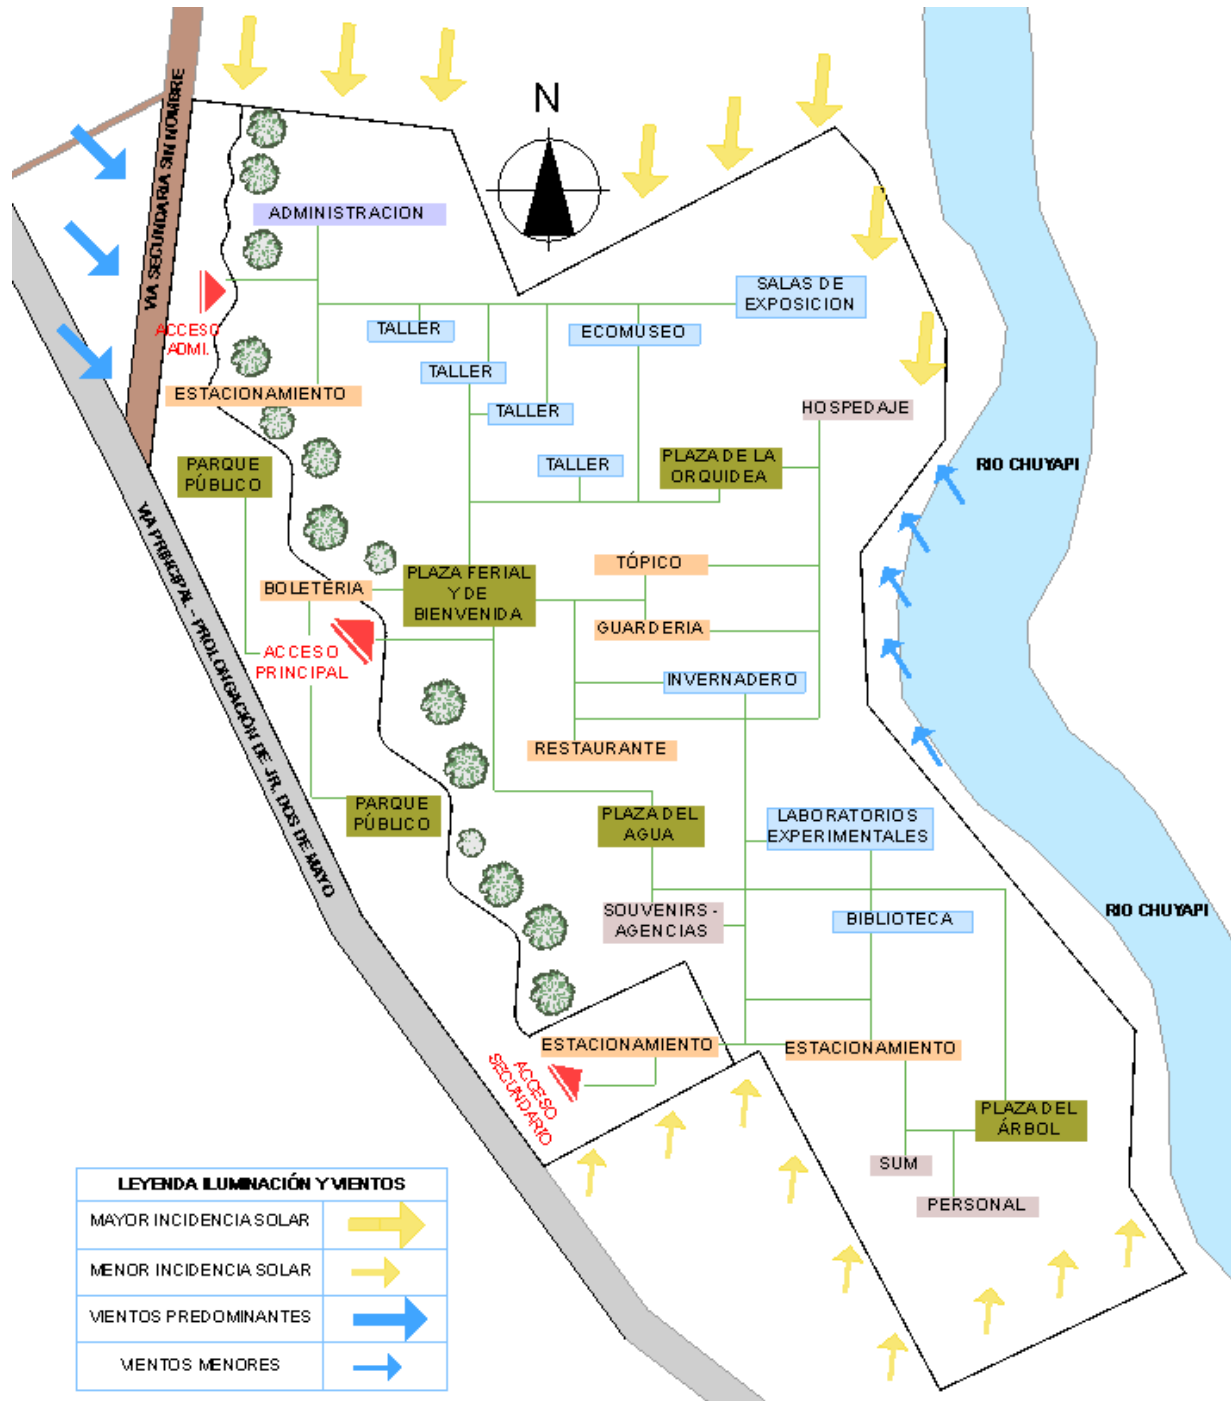 N
VIA SECUNDARIA SIN NOMBRE
ADMINISTRACION
ACCESO
ADMI.
SALAS DE
EXPOSICION
TALLER
ECOMUSEO
TALLER
ESTACIONAMIENTO
TALLER
HOSPEDAJE
PARQUE
PÚBLICO
TALLER
PLAZA DE LA
ORQUIDEA
RIO CHUYAPI
VIA PRINCIPAL - PROLONGACIÓN DE JR. DOS DE MAYO
BOLETERIA
PLAZA FERIAL
Y DE
BIENVENIDA
TÓPICO
GUARDERIA
ACCESO
PRINCIPAL
INVERNADERO
RESTAURANTE
PARQUE
PÚBLICO
PLAZA DEL
AGUA
LABORATORIOS
EXPERIMENTALES
SOUVENIRS -
AGENCIAS
BIBLIOTECA
RIO CHUYAPI
ESTACIONAMIENTO
ESTACIONAMIENTO
ACCESO
SECUNDARIO
PLAZA DEL
ÁRBOL
SUM
PERSONAL
LEYENDA ILUMINACIÓN Y VIENTOS
MAYOR INCIDENCIA SOLAR
MENOR INCIDENCIA SOLAR
VIENTOS PREDOMINANTES
VIENTOS MENORES